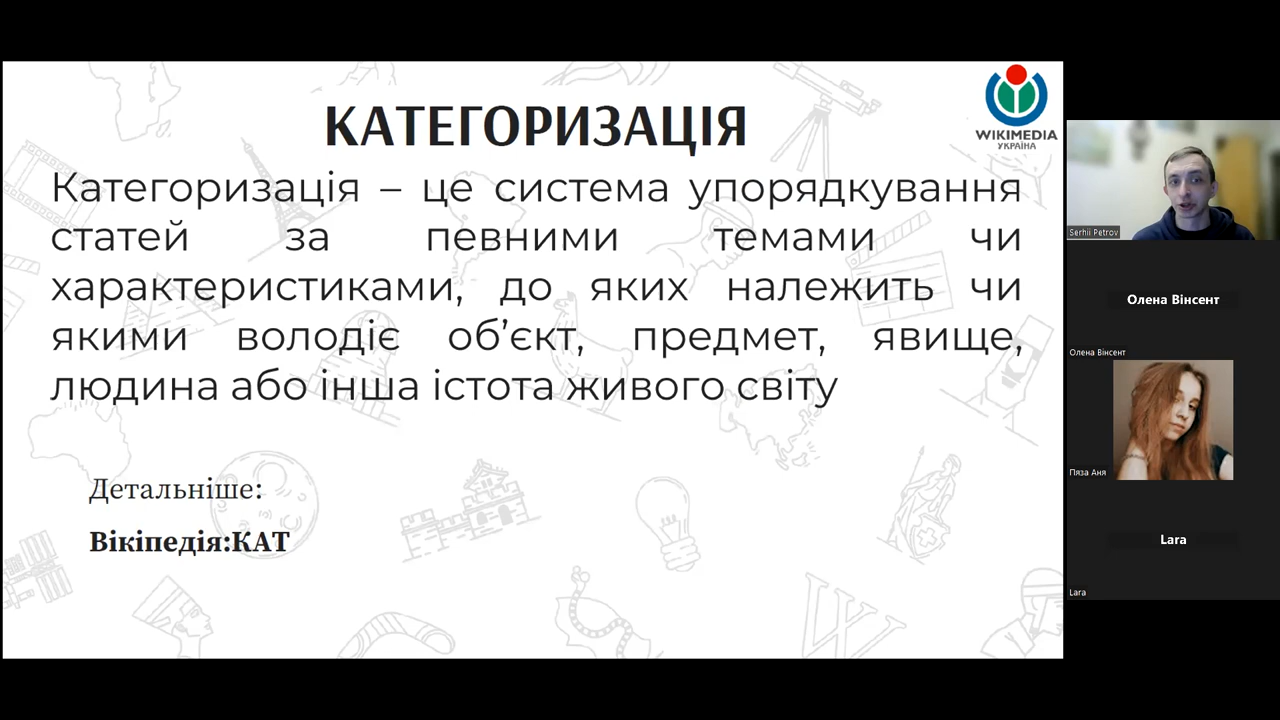 КАТЕГОРИЗАЦІЯ
WIKIMEDIA
УКРАЇНА
Категоризація – це система упорядкування
статей за певними темами чи
характеристиками, до яких належить чи
якими володіє об’єкт, предмет, явище,
людина або інша істота живого світу
Детальніше:
Вікіпедія:КАТ
Serhii Petrov
Олена Вінсент
Олена Вінсент
Пяза Аня
Lara
Lara